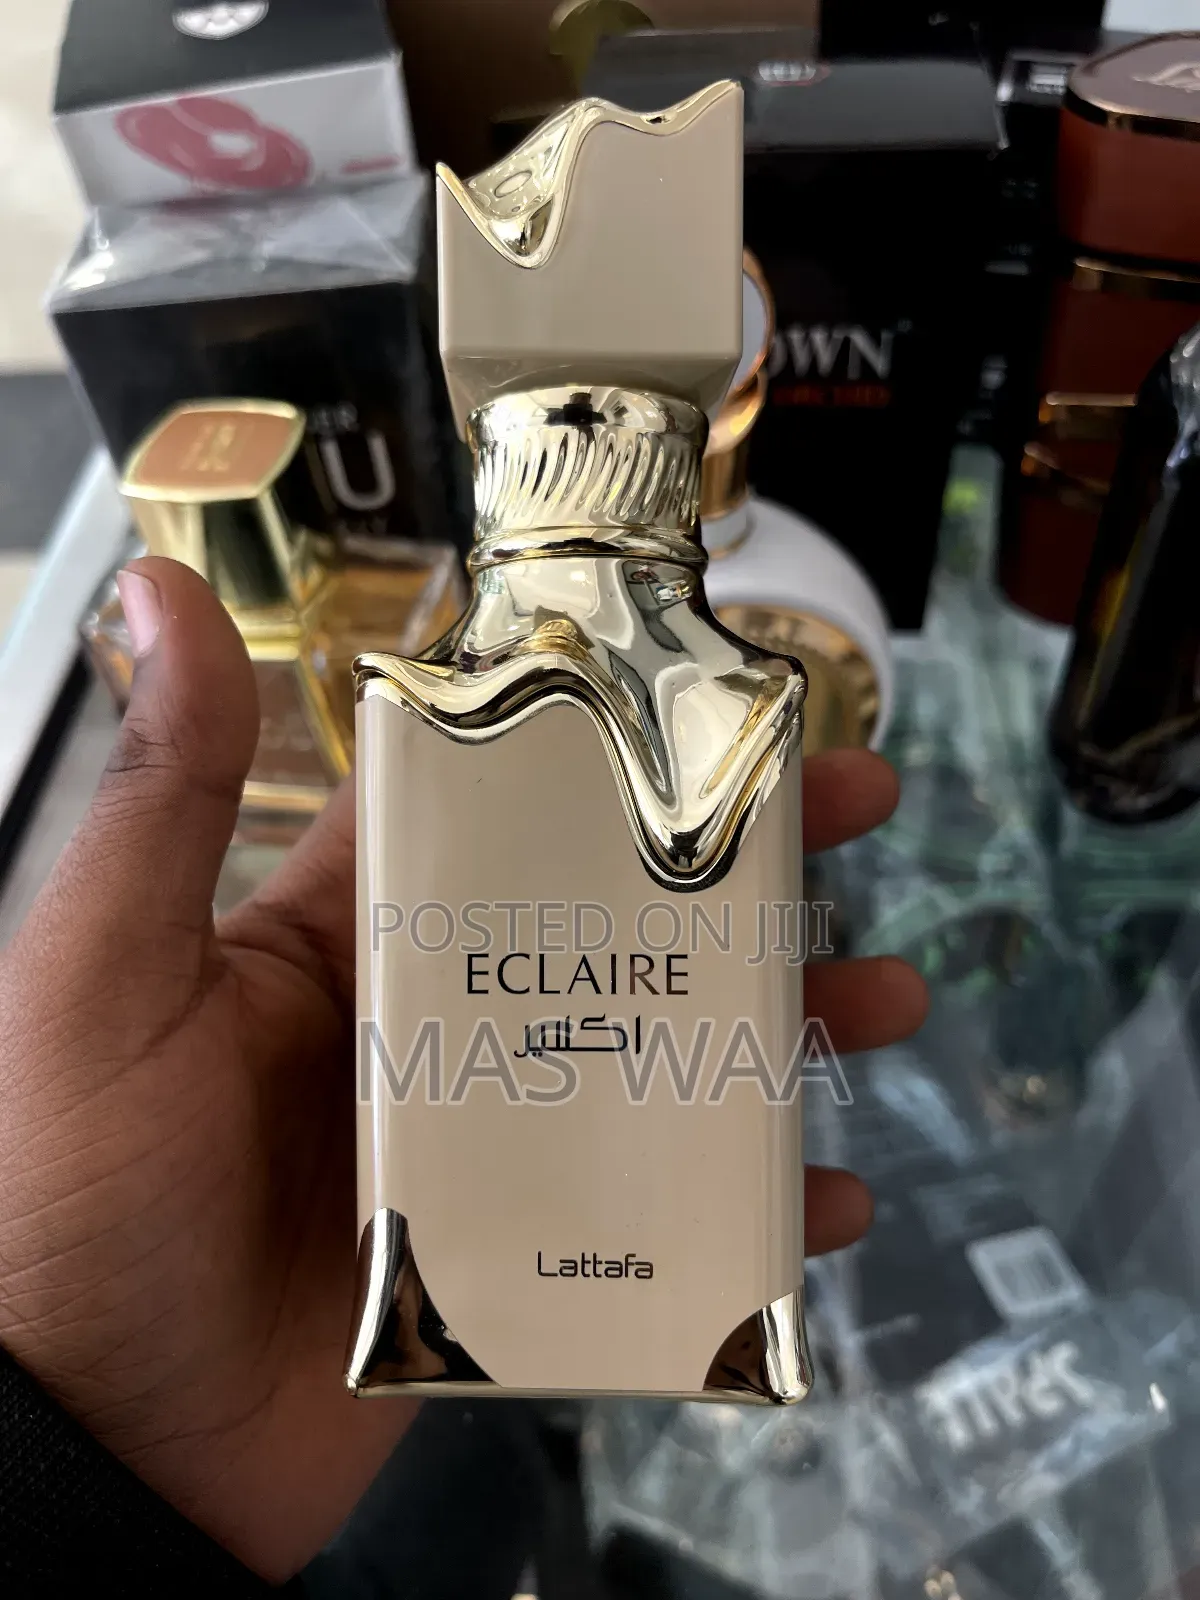 OWN
U
POSTED ON JIJI
ECLAIRE
اكلير
MAS WAA
Lattafa